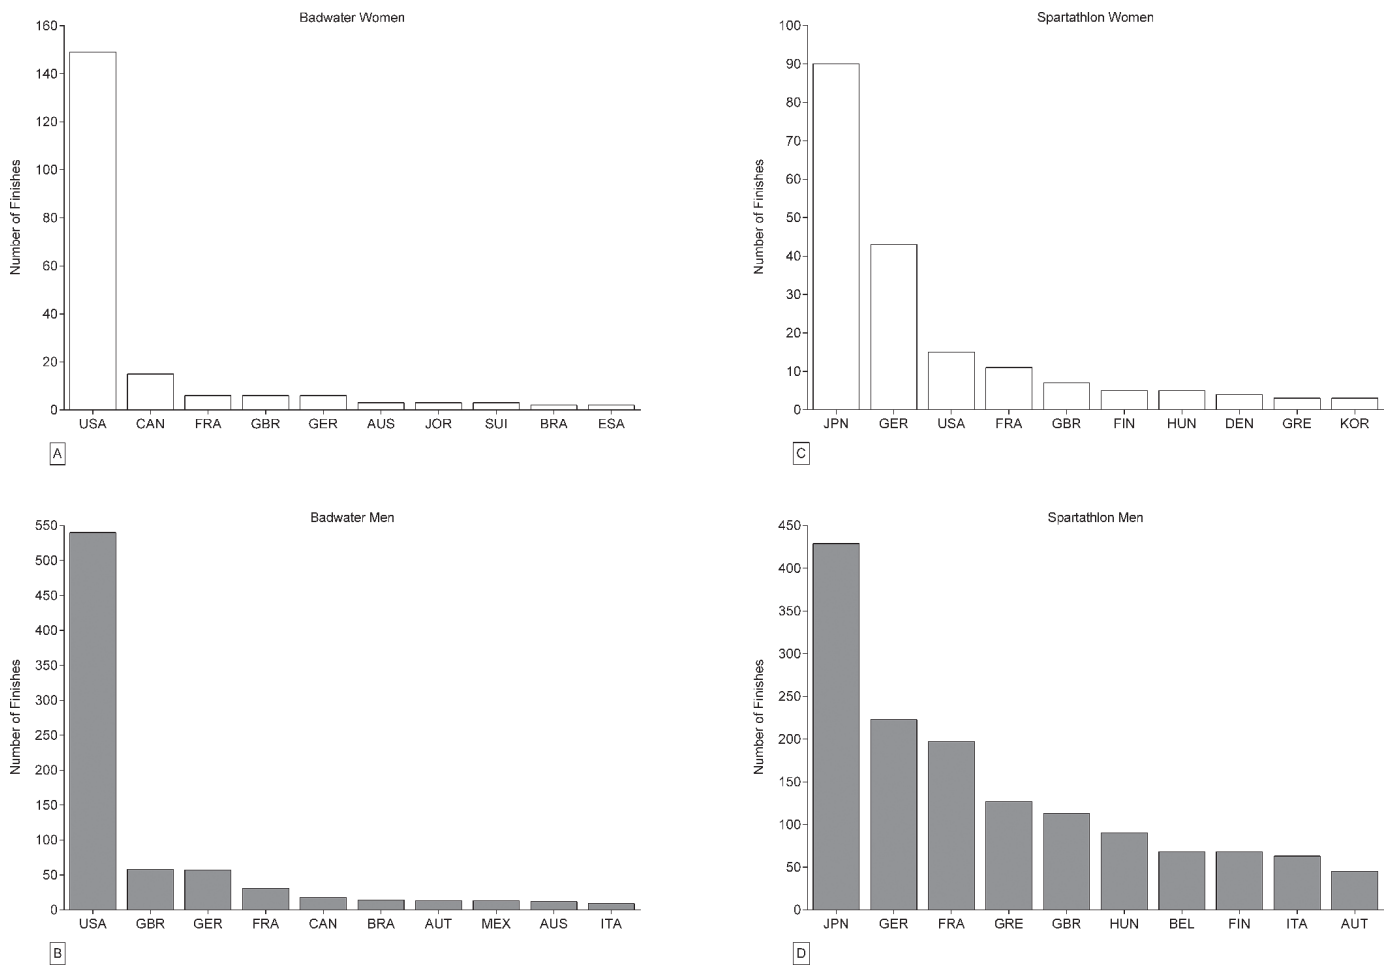 Badwater Women
160
140
120
100
80
60
40
20
0
Number of Finishes
USA CAN FRA GBR GER AUS JOR SUI BRA ESA
A
Spartathlon Women
100
90
80
70
60
50
40
30
20
10
0
Number of Finishes
JPN GER USA FRA GBR FIN HUN DEN GRE KOR
C
Badwater Men
550
500
450
400
350
300
250
200
150
100
50
0
Number of Finishes
USA GBR GER FRA CAN BRA AUT MEX AUS ITA
B
Spartathlon Men
450
400
350
300
250
200
150
100
50
0
Number of Finishes
JPN GER FRA GRE GBR HUN BEL FIN ITA AUT
D